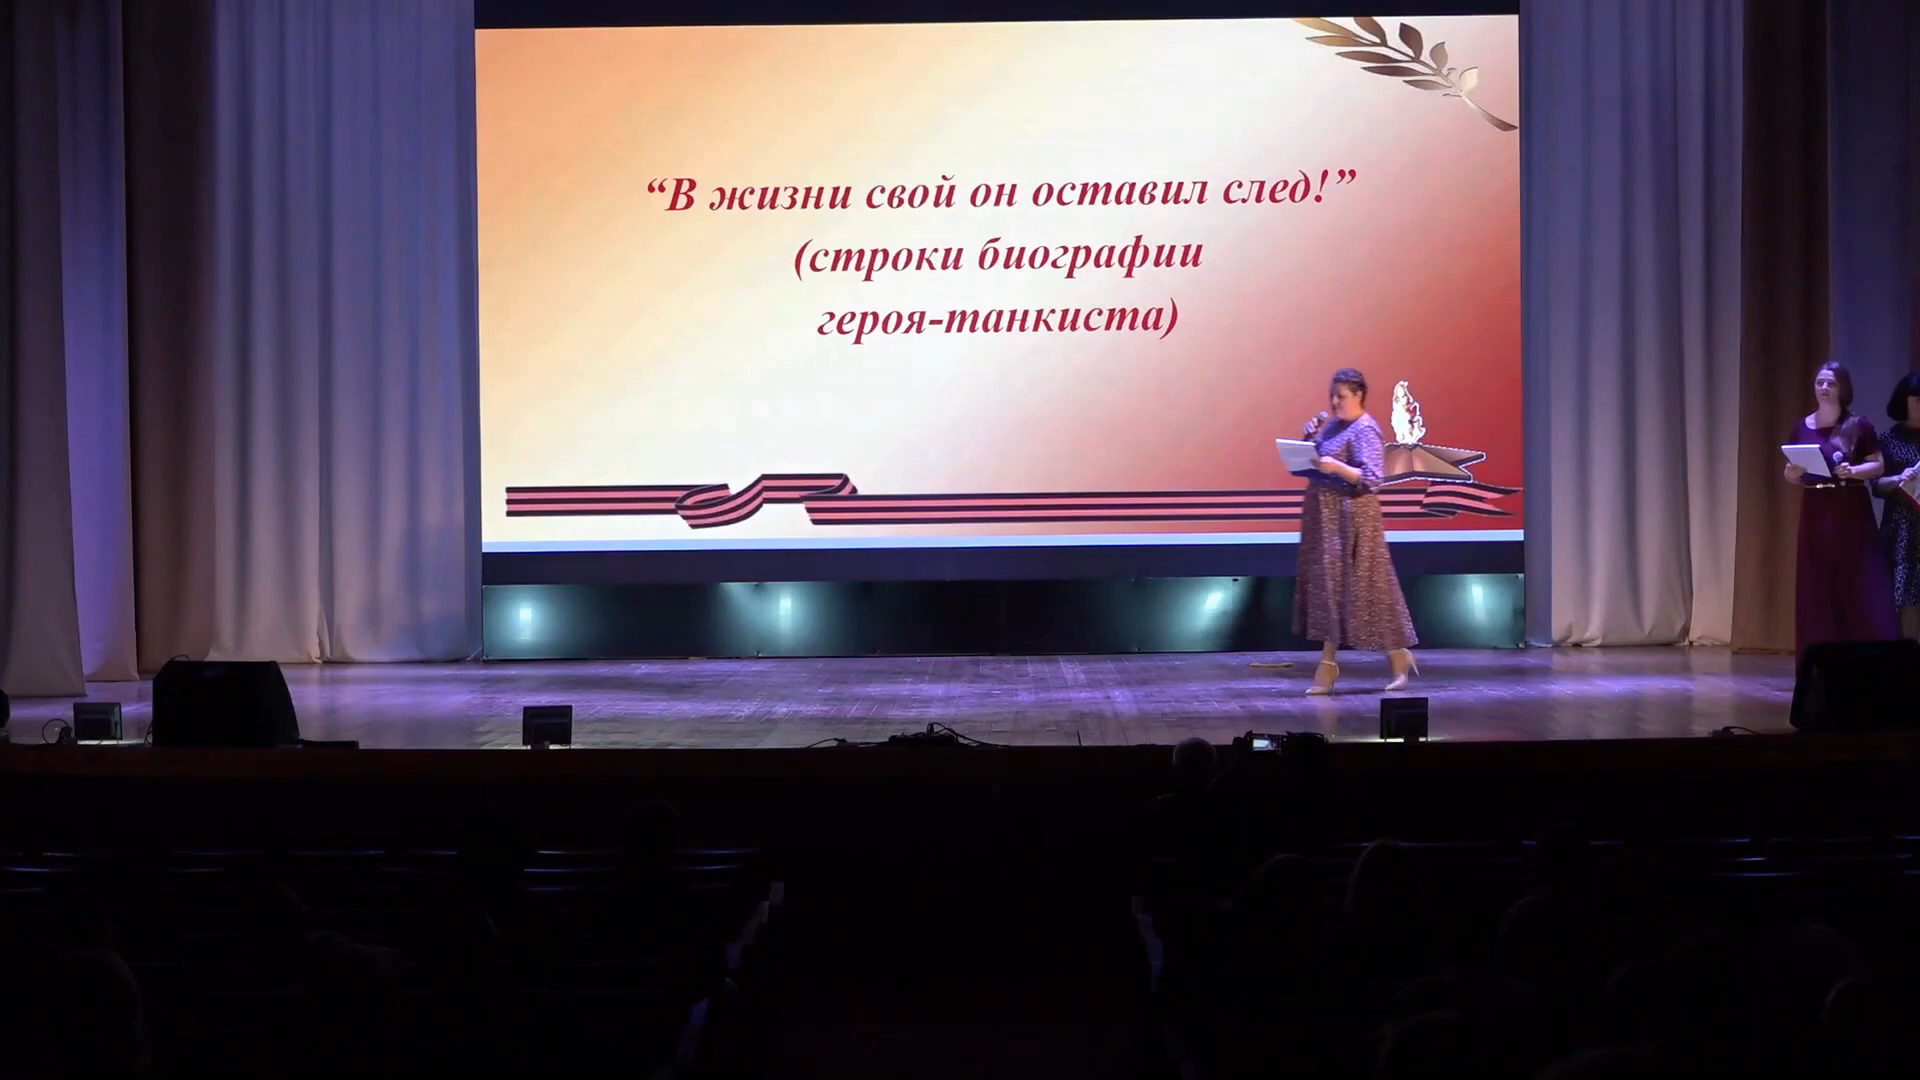 “В жизни свой он оставил след!”
(строки биографии
героя-танкиста)